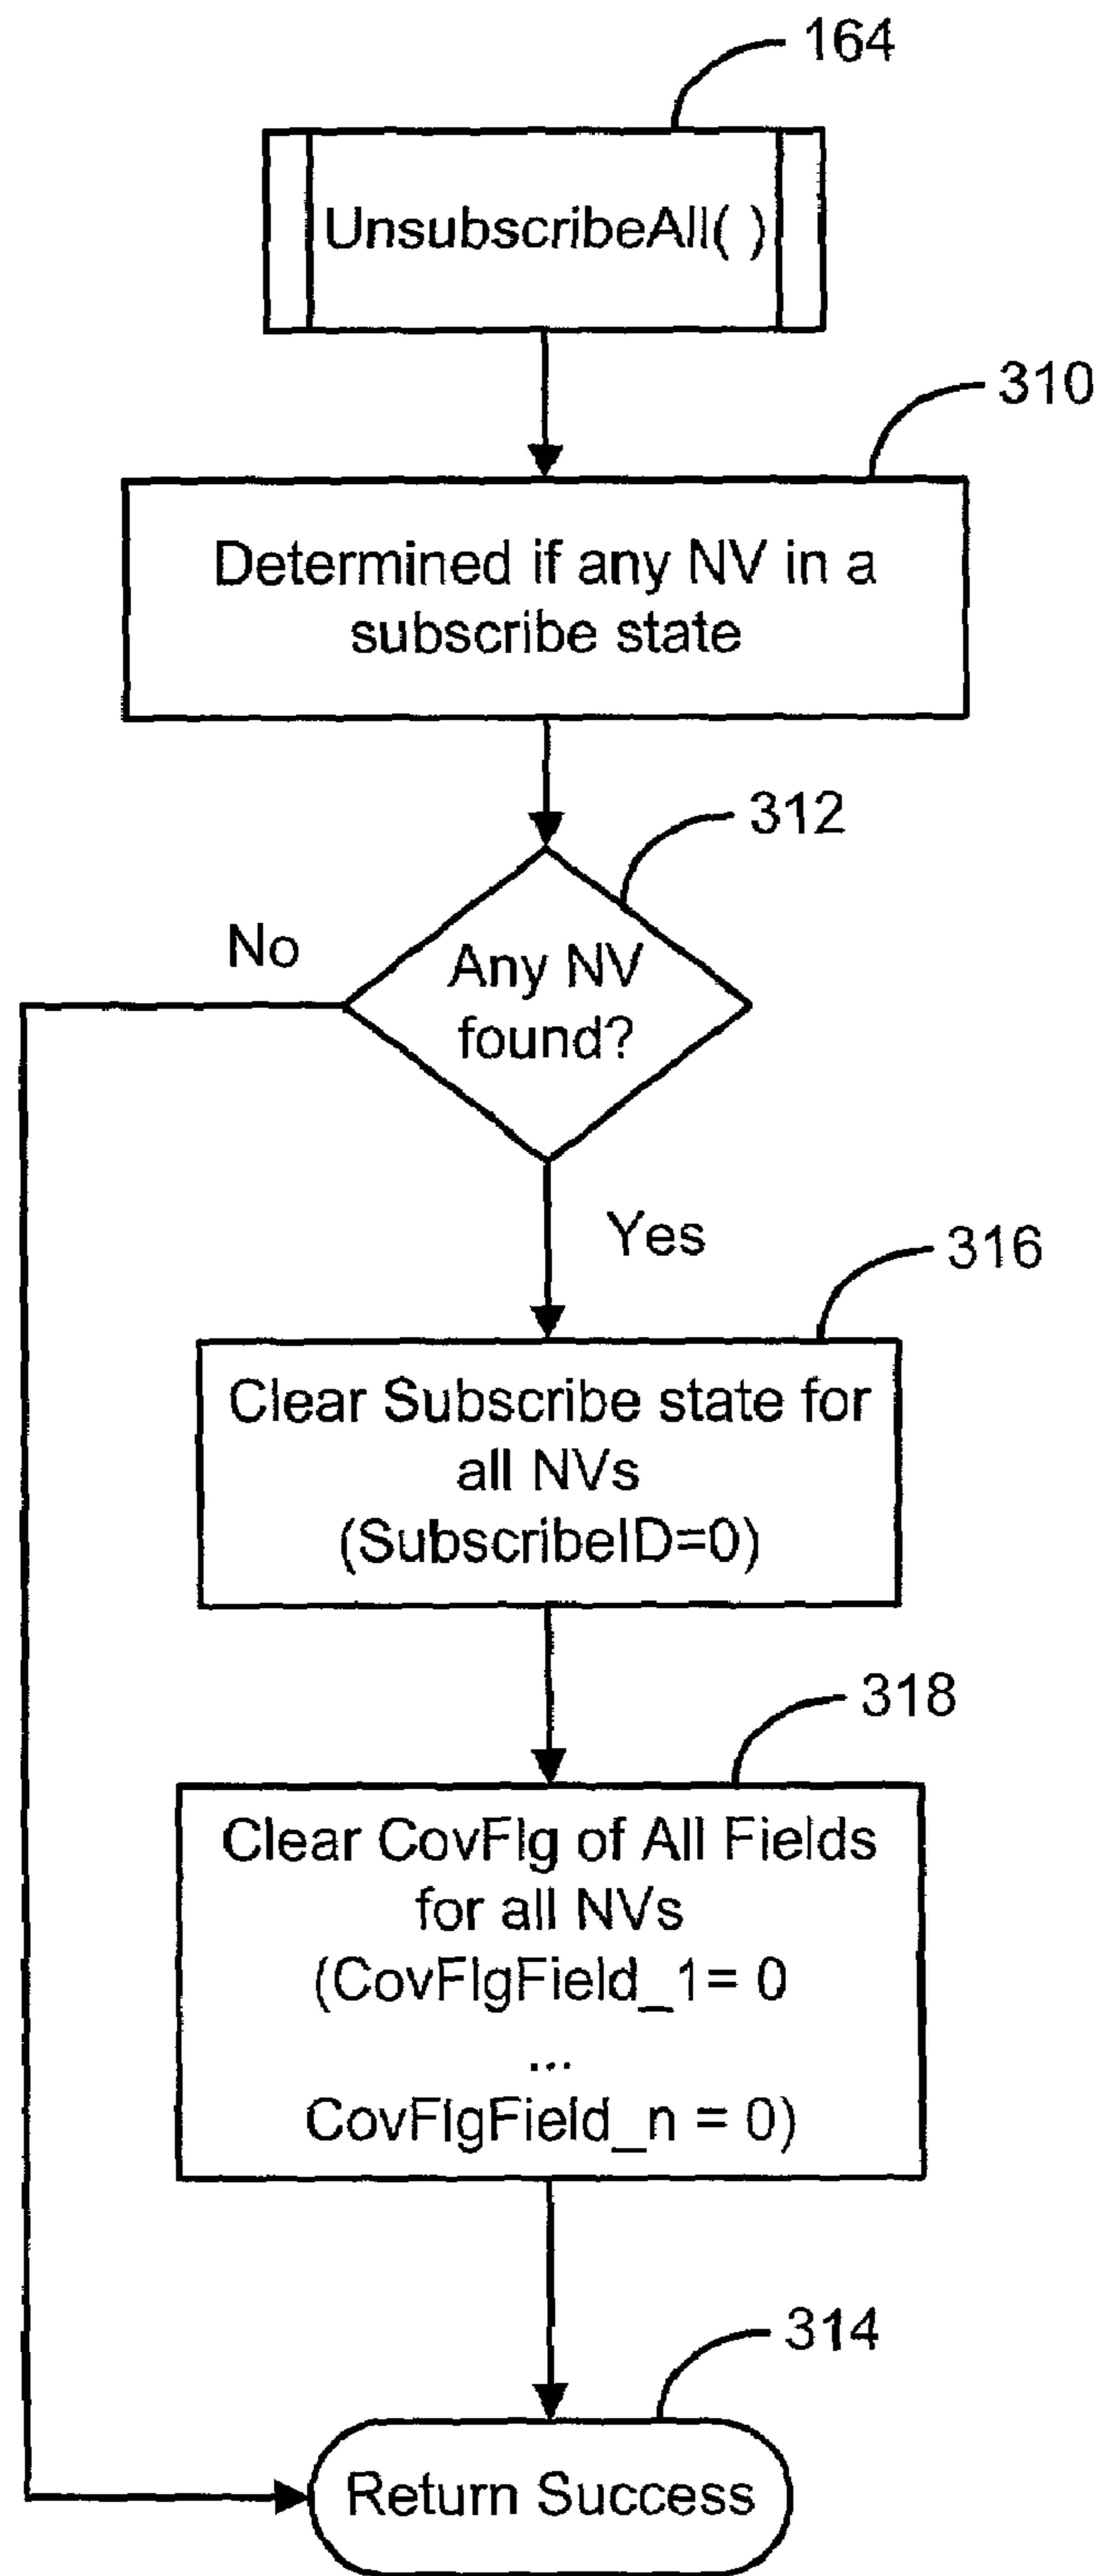 164
UnsubscribeAll( )
310
Determined if any NV in a
subscribe state
312
No
Any NV
found?
Yes
316
Clear Subscribe state for
all NVs
(SubscribeID=0)
318
Clear CovFlg of All Fields
for all NVs
(CovFlgField_1= 0
...
CovFlgField_n = 0)
314
Return Success